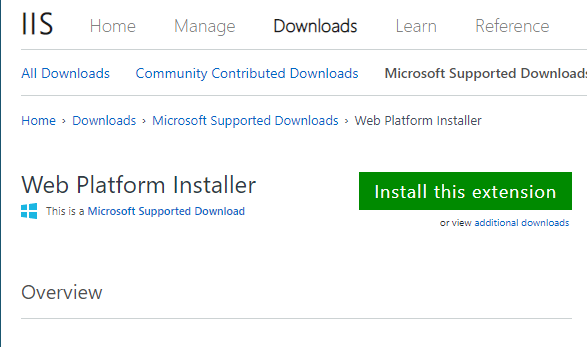 IIS Home Manage Downloads Learn Reference
All Downloads Community Contributed Downloads Microsoft Supported Downloads
Home › Downloads › Microsoft Supported Downloads › Web Platform Installer
Web Platform Installer
Install this extension
This is a Microsoft Supported Download
or view additional downloads
Overview